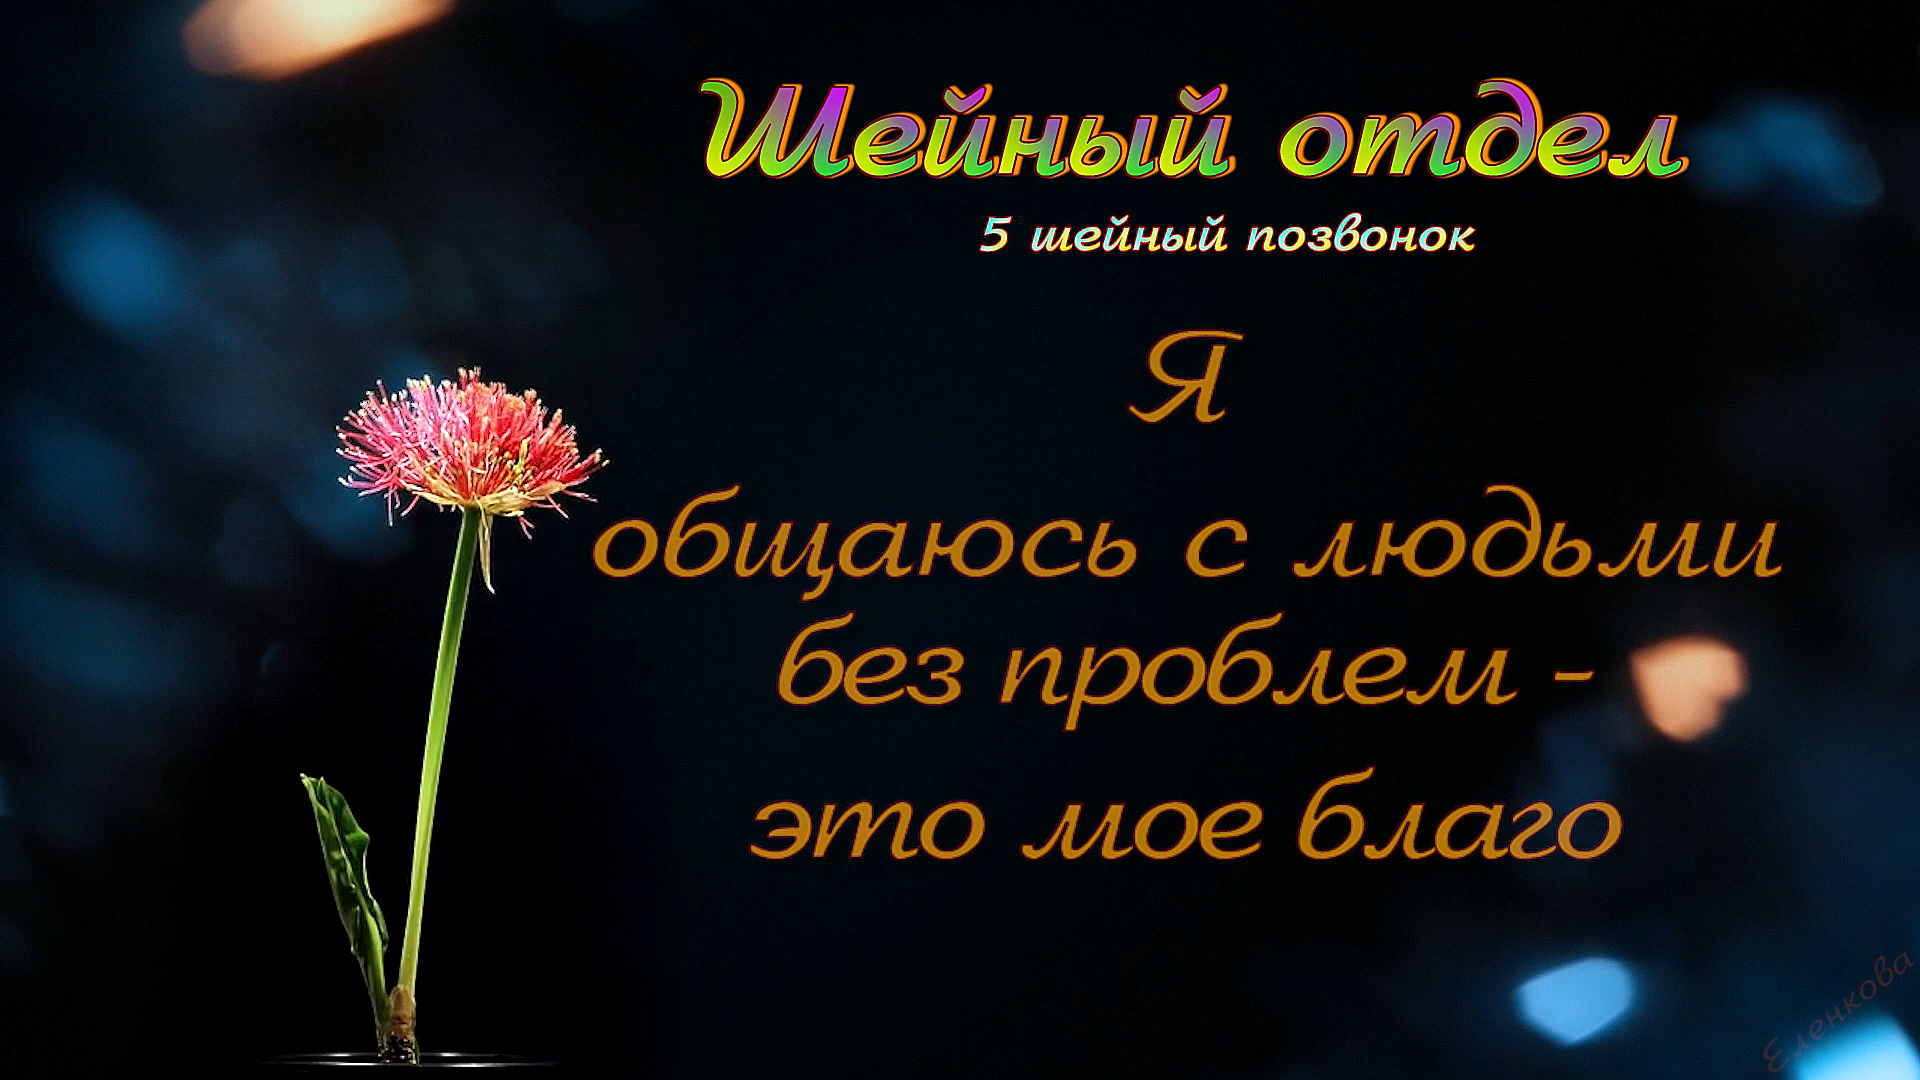 Шейный отдел
5 шейный позвонок
Я
общаюсь с людьми
без проблем -
это мое благо
Еленкова